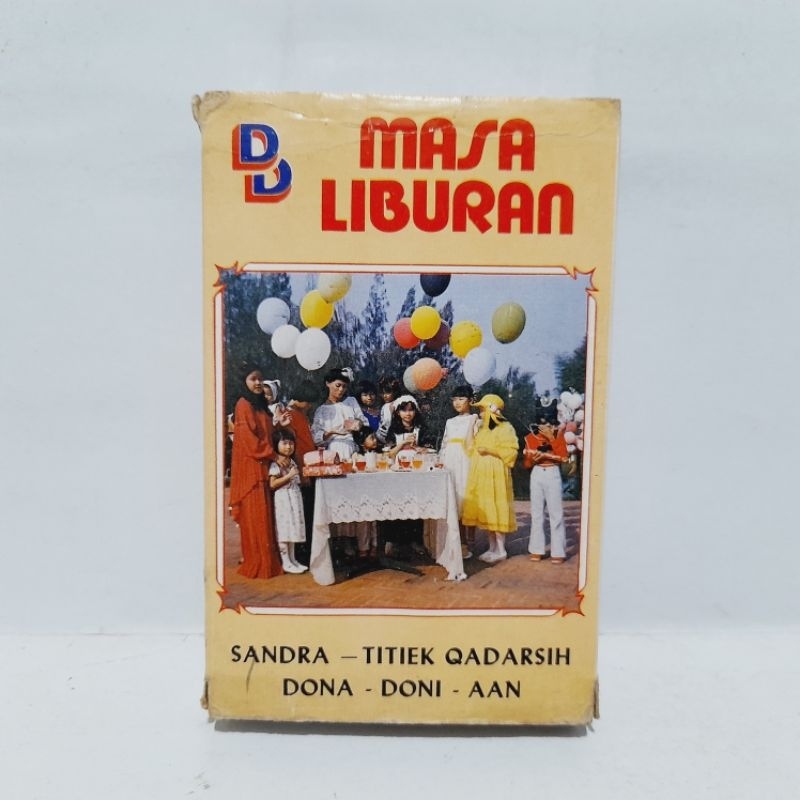 DD
MASA
LIBURAN
SANDRA — TITIEK QADARSIH
DONA - DONI - AAN